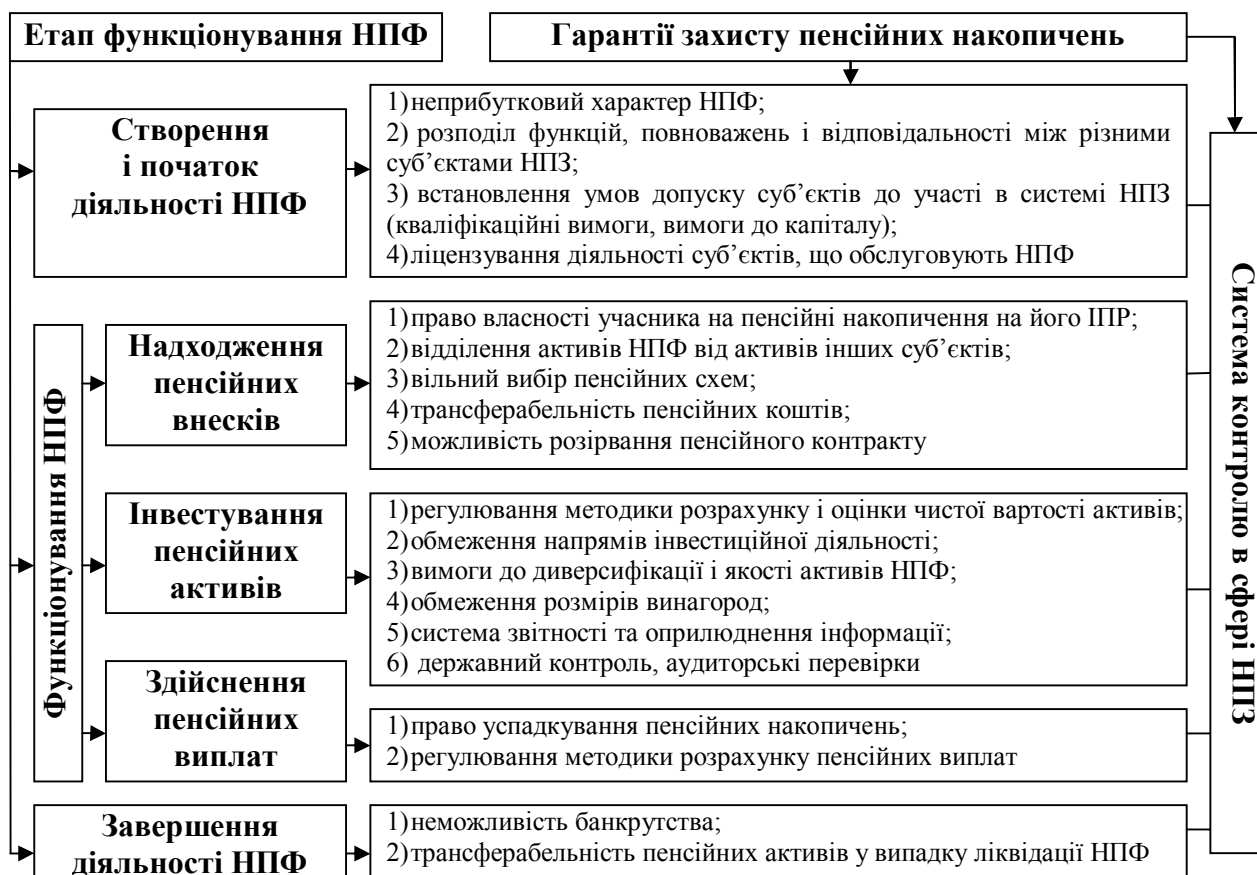 Етап функціонування НПФ
Гарантії захисту пенсійних накопичень
Створення
і початок
діяльності НПФ
1)неприбутковий характер НПФ;
2) розподіл функцій, повноважень і відповідальності між різними
суб’єктами НПЗ;
3) встановлення умов допуску суб’єктів до участі в системі НПЗ
(кваліфікаційні вимоги, вимоги до капіталу);
4)ліцензування діяльності суб’єктів, що обслуговують НПФ
Функціонування НПФ
Надходження
пенсійних
внесків
1)право власності учасника на пенсійні накопичення на його ІПР;
2)відділення активів НПФ від активів інших суб’єктів;
3)вільний вибір пенсійних схем;
4)трансферабельність пенсійних коштів;
5)можливість розірвання пенсійного контракту
Інвестування
пенсійних
активів
1)регулювання методики розрахунку і оцінки чистої вартості активів;
2)обмеження напрямів інвестиційної діяльності;
3)вимоги до диверсифікації і якості активів НПФ;
4)обмеження розмірів винагород;
5)система звітності та оприлюднення інформації;
6) державний контроль, аудиторські перевірки
Здійснення
пенсійних
виплат
1)право успадкування пенсійних накопичень;
2)регулювання методики розрахунку пенсійних виплат
Завершення
діяльності НПФ
1)неможливість банкрутства;
2)трансферабельність пенсійних активів у випадку ліквідації НПФ
Система контролю в сфері НПЗ